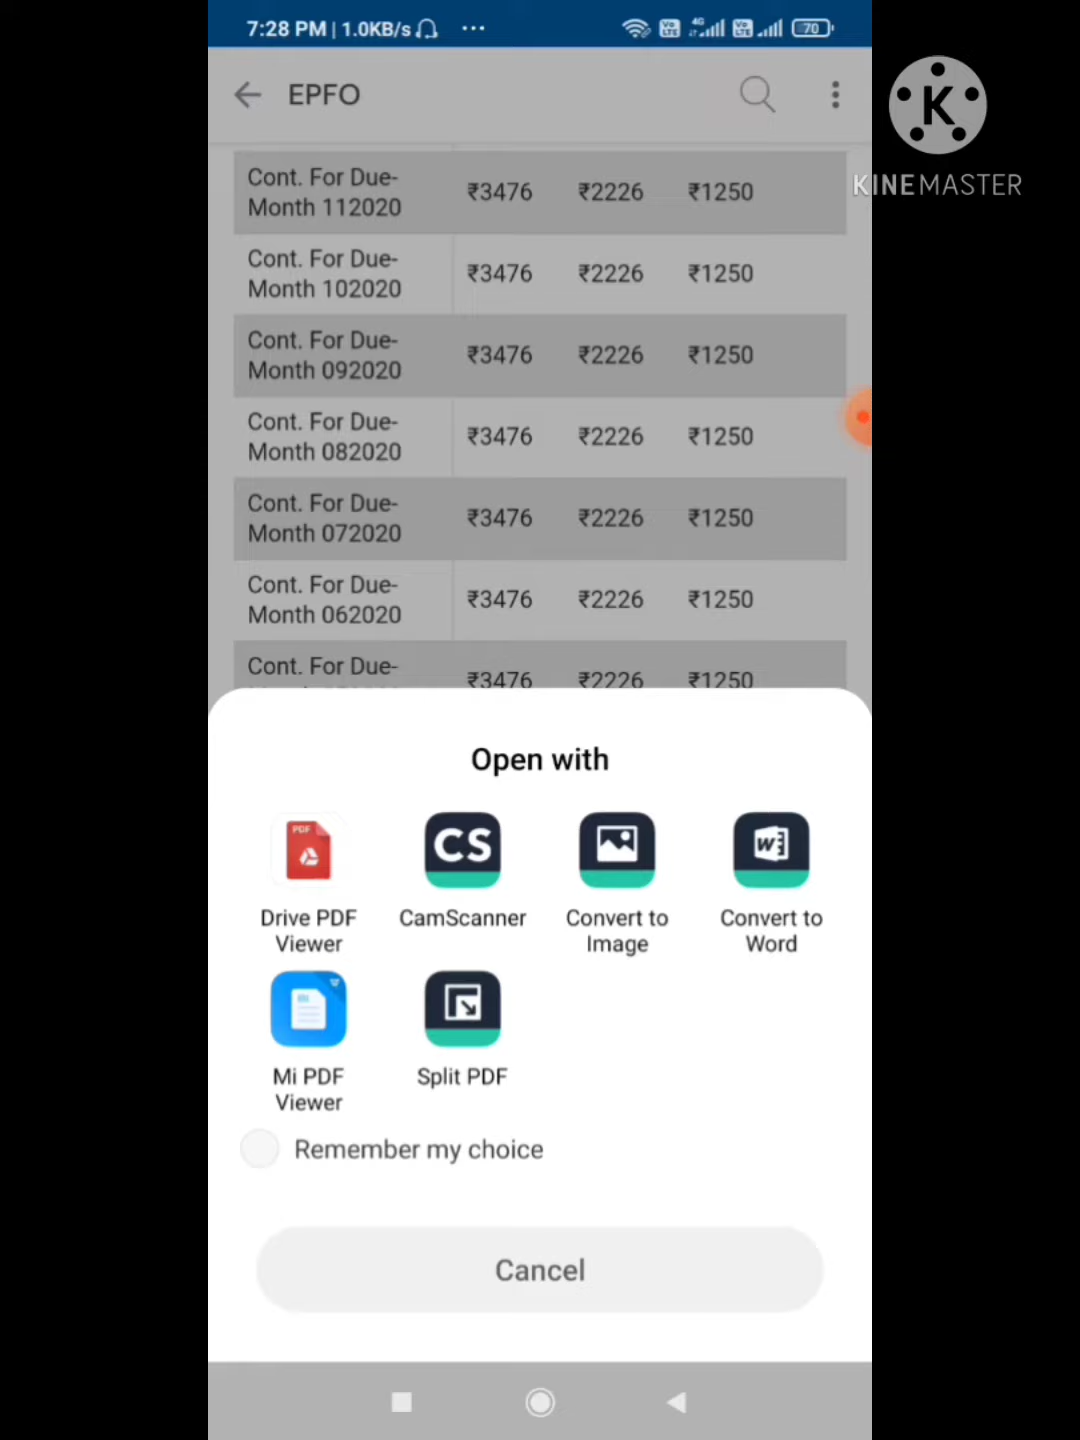 7:28 PM | 1.0KB/s ... 4G 70
EPFO
KINEMASTER
Cont. For Due-
Month 112020 ₹3476 ₹2226 ₹1250
Cont. For Due-
Month 102020 ₹3476 ₹2226 ₹1250
Cont. For Due-
Month 092020 ₹3476 ₹2226 ₹1250
Cont. For Due-
Month 082020 ₹3476 ₹2226 ₹1250
Cont. For Due-
Month 072020 ₹3476 ₹2226 ₹1250
Cont. For Due-
Month 062020 ₹3476 ₹2226 ₹1250
Cont. For Due-
₹3476 ₹2226 ₹1250
Open with
PDF CS W
Drive PDF
Viewer
CamScanner
Convert to
Image
Convert to
Word
Mi PDF
Viewer
Split PDF
Remember my choice
Cancel